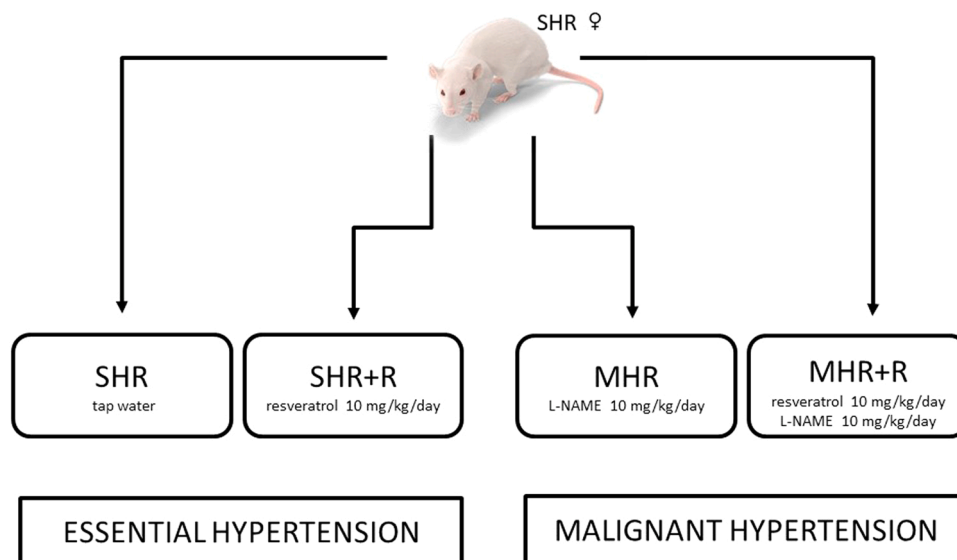 SHR ♀
SHR
tap water
SHR+R
resveratrol 10 mg/kg/day
MHR
L-NAME 10 mg/kg/day
MHR+R
resveratrol 10 mg/kg/day
L-NAME 10 mg/kg/day
ESSENTIAL HYPERTENSION
MALIGNANT HYPERTENSION